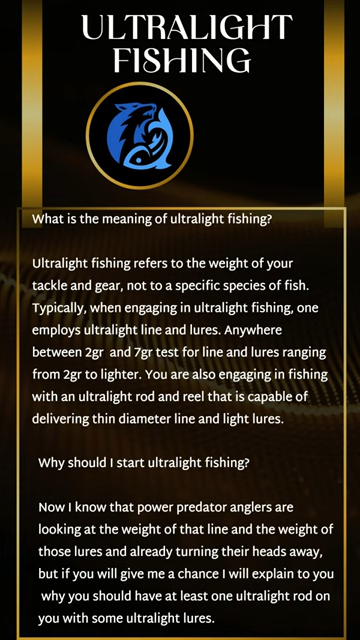 ULTRALIGHT
FISHING
What is the meaning of ultralight fishing?
Ultralight fishing refers to the weight of your
tackle and gear, not to a specific species of fish.
Typically, when engaging in ultralight fishing, one
employs ultralight line and lures. Anywhere
between 2gr and 7gr test for line and lures ranging
from 2gr to lighter. You are also engaging in fishing
with an ultralight rod and reel that is capable of
delivering thin diameter line and light lures.
Why should I start ultralight fishing?
Now I know that power predator anglers are
looking at the weight of that line and the weight of
those lures and already turning their heads away,
but if you will give me a chance I will explain to you
why you should have at least one ultralight rod on
you with some ultralight lures.